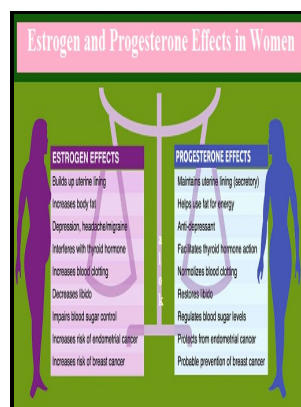 Estrogen and Progesterone Effects in Women
ESTROGEN EFFECTS
Builds up uterine lining
Increases body fat
Depression, headache/migraine
Interferes with thyroid hormone
Increases blood clotting
Decreases libido
Impairs blood sugar control
Increases risk of endometrial cancer
Increases risk of breast cancer
PROGESTERONE EFFECTS
Maintains uterine lining (secretory)
Helps use fat for energy
Anti-depressant
Facilitates thyroid hormone action
Normolizes blood clotting
Restores libido
Regulates blood sugar levels
Protects from endometrial cancer
Probable prevention of breast cancer